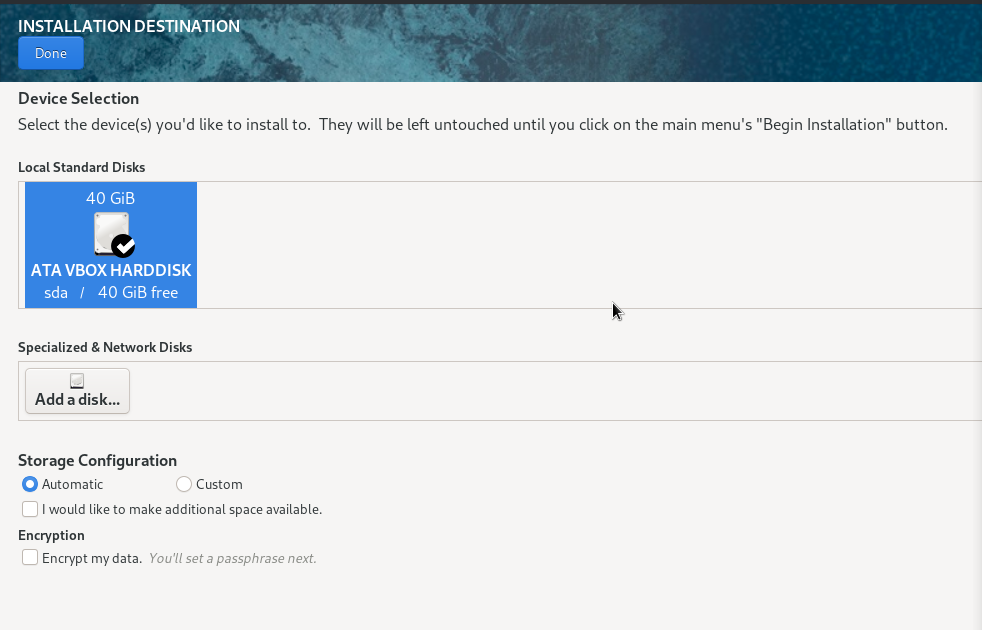 INSTALLATION DESTINATION
Done
Device Selection
Select the device(s) you'd like to install to.  They will be left untouched until you click on the main menu's "Begin Installation" button.
Local Standard Disks
40 GiB
ATA VBOX HARDDISK
sda / 40 GiB free
Specialized & Network Disks
Add a disk...
Storage Configuration
Automatic Custom
I would like to make additional space available.
Encryption
Encrypt my data. You'll set a passphrase next.